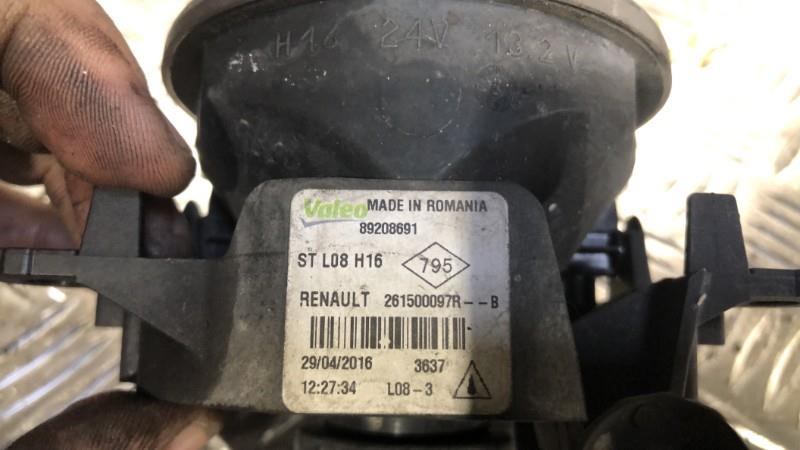 H16 24V 13.2V
Valeo MADE IN ROMANIA
89208691
ST L08 H16 795
RENAULT 261500097R--B
29/04/2016 3637
12:27:34 L08-3